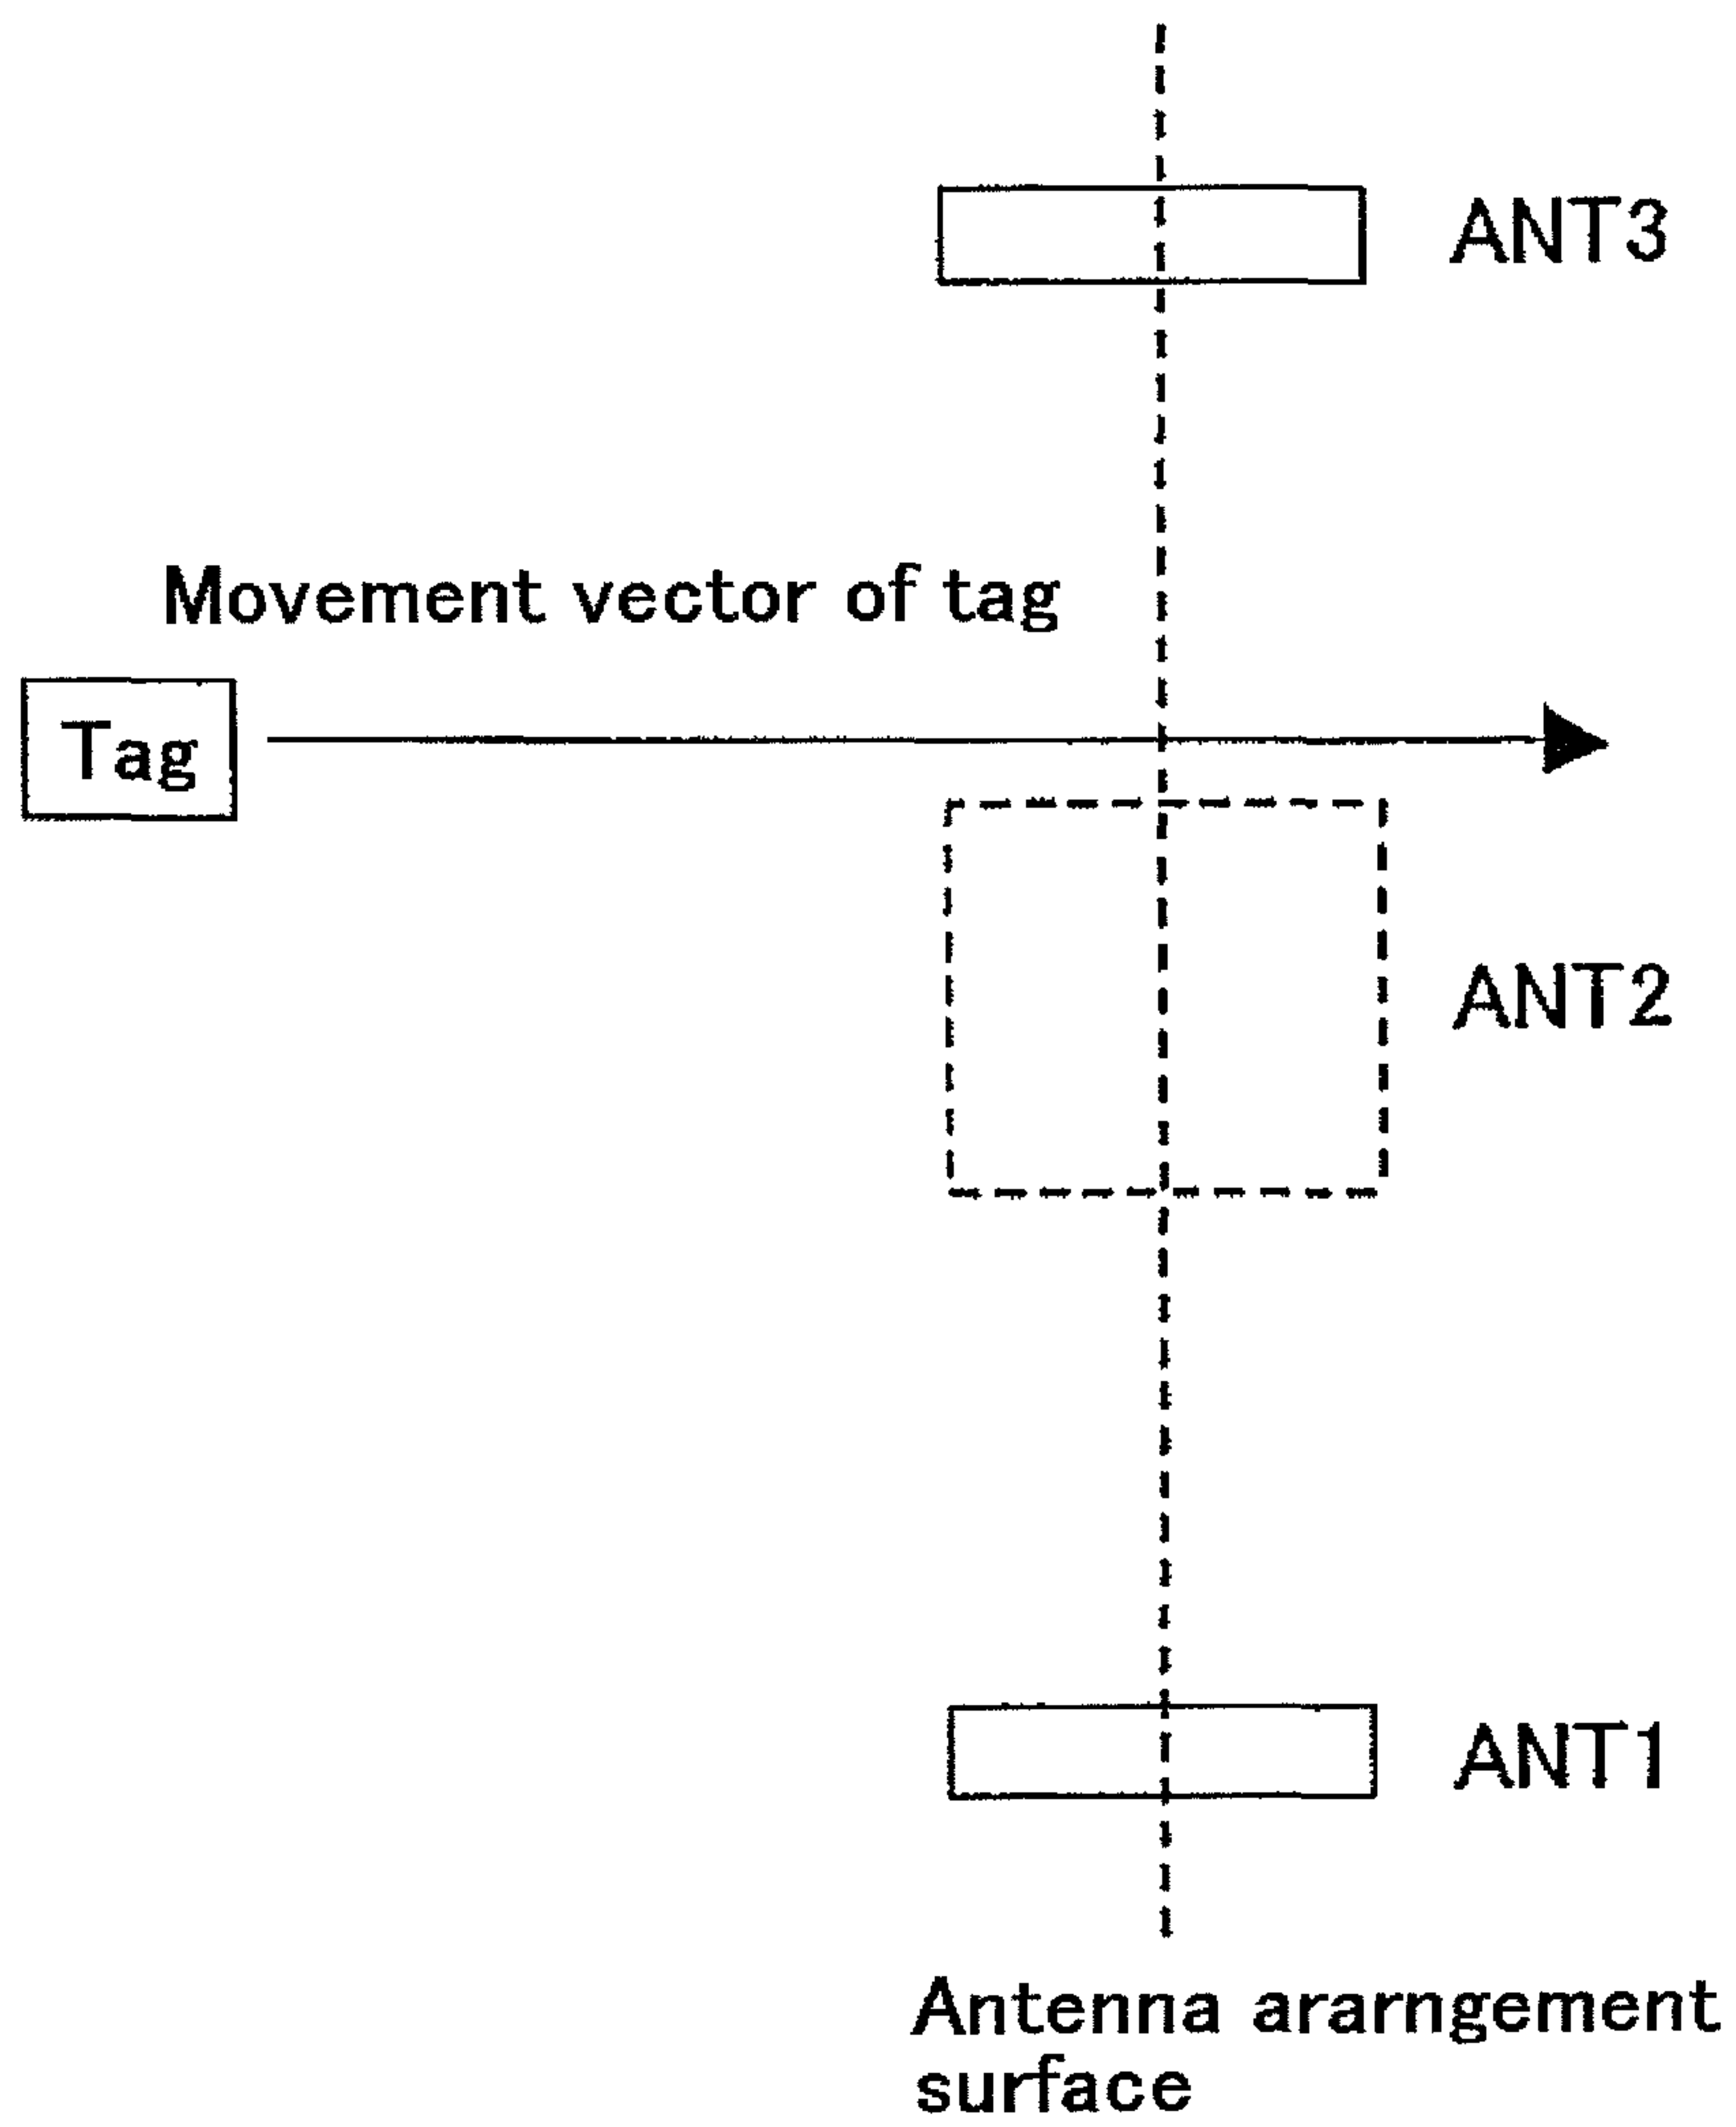 ANT3
Movement vector of tag
Tag
ANT2
ANT1
Antenna ararngement
surface